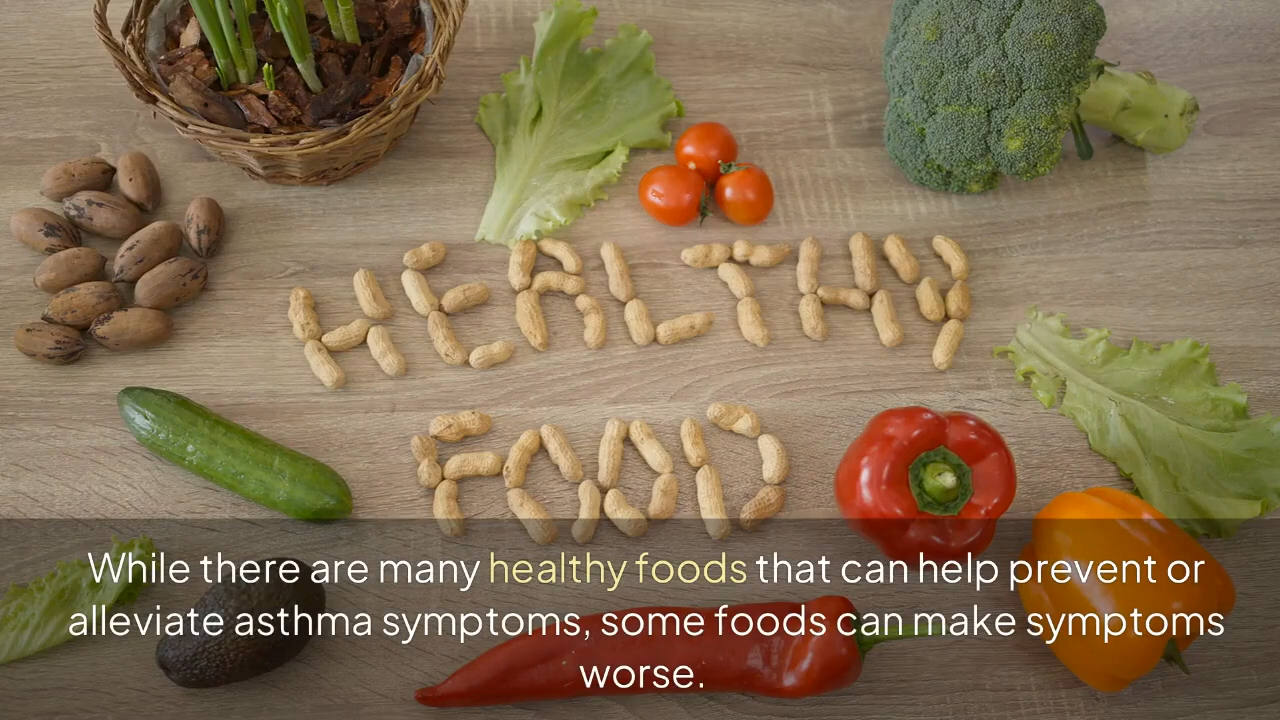 HEALTHY
FOOD
While there are many healthy foods that can help prevent or
alleviate asthma symptoms, some foods can make symptoms
worse.